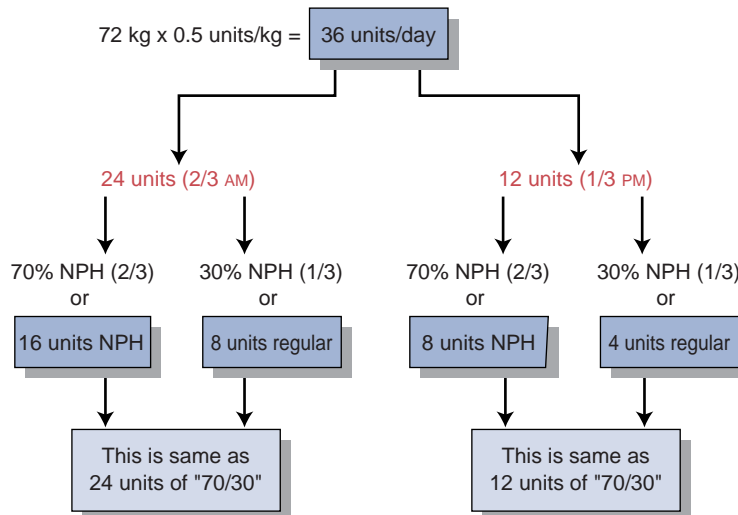 72 kg x 0.5 units/kg = 36 units/day
24 units (2/3 AM)
12 units (1/3 PM)
70% NPH (2/3)
or
16 units NPH
30% NPH (1/3)
or
8 units regular
70% NPH (2/3)
or
8 units NPH
30% NPH (1/3)
or
4 units regular
This is same as
24 units of "70/30"
This is same as
12 units of "70/30"